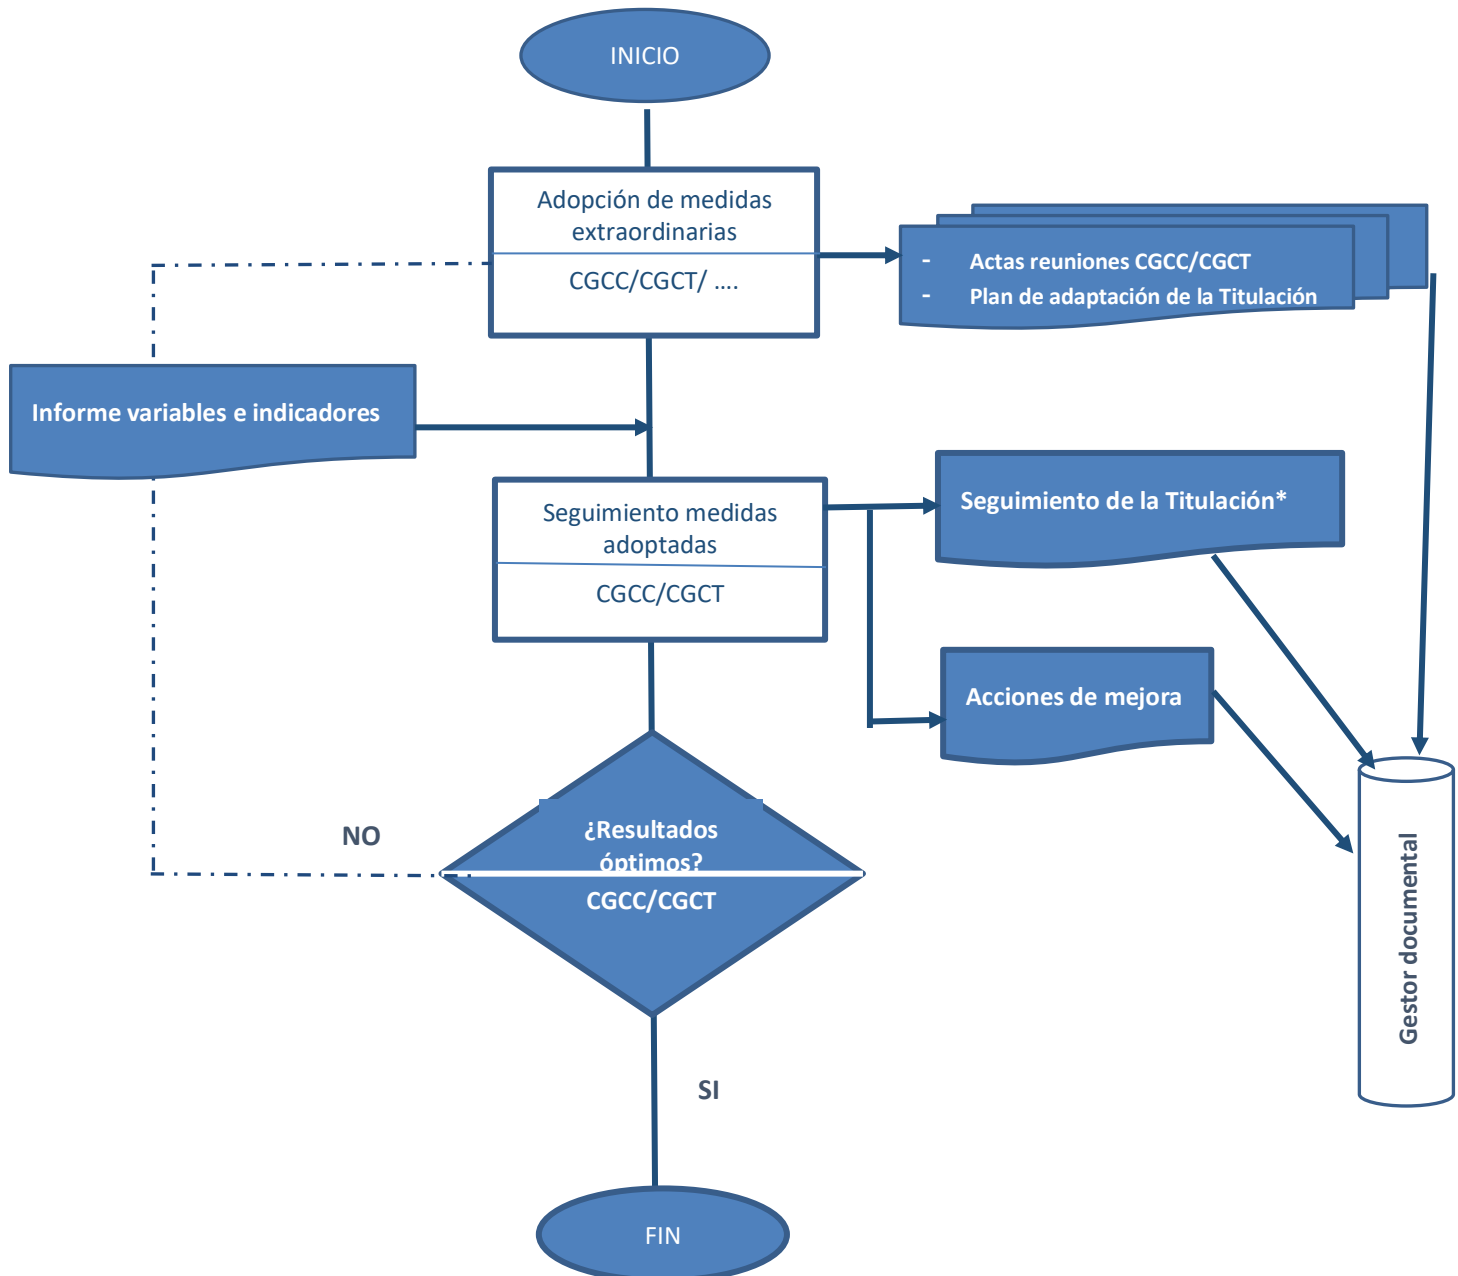 INICIO
Adopción de medidas
extraordinarias
CGCC/CGCT/ ....
- Actas reuniones CGCC/CGCT
- Plan de adaptación de la Titulación
Informe variables e indicadores
Seguimiento medidas
adoptadas
CGCC/CGCT
Seguimiento de la Titulación*
Acciones de mejora
NO
¿Resultados
óptimos?
CGCC/CGCT
Gestor documental
SI
FIN